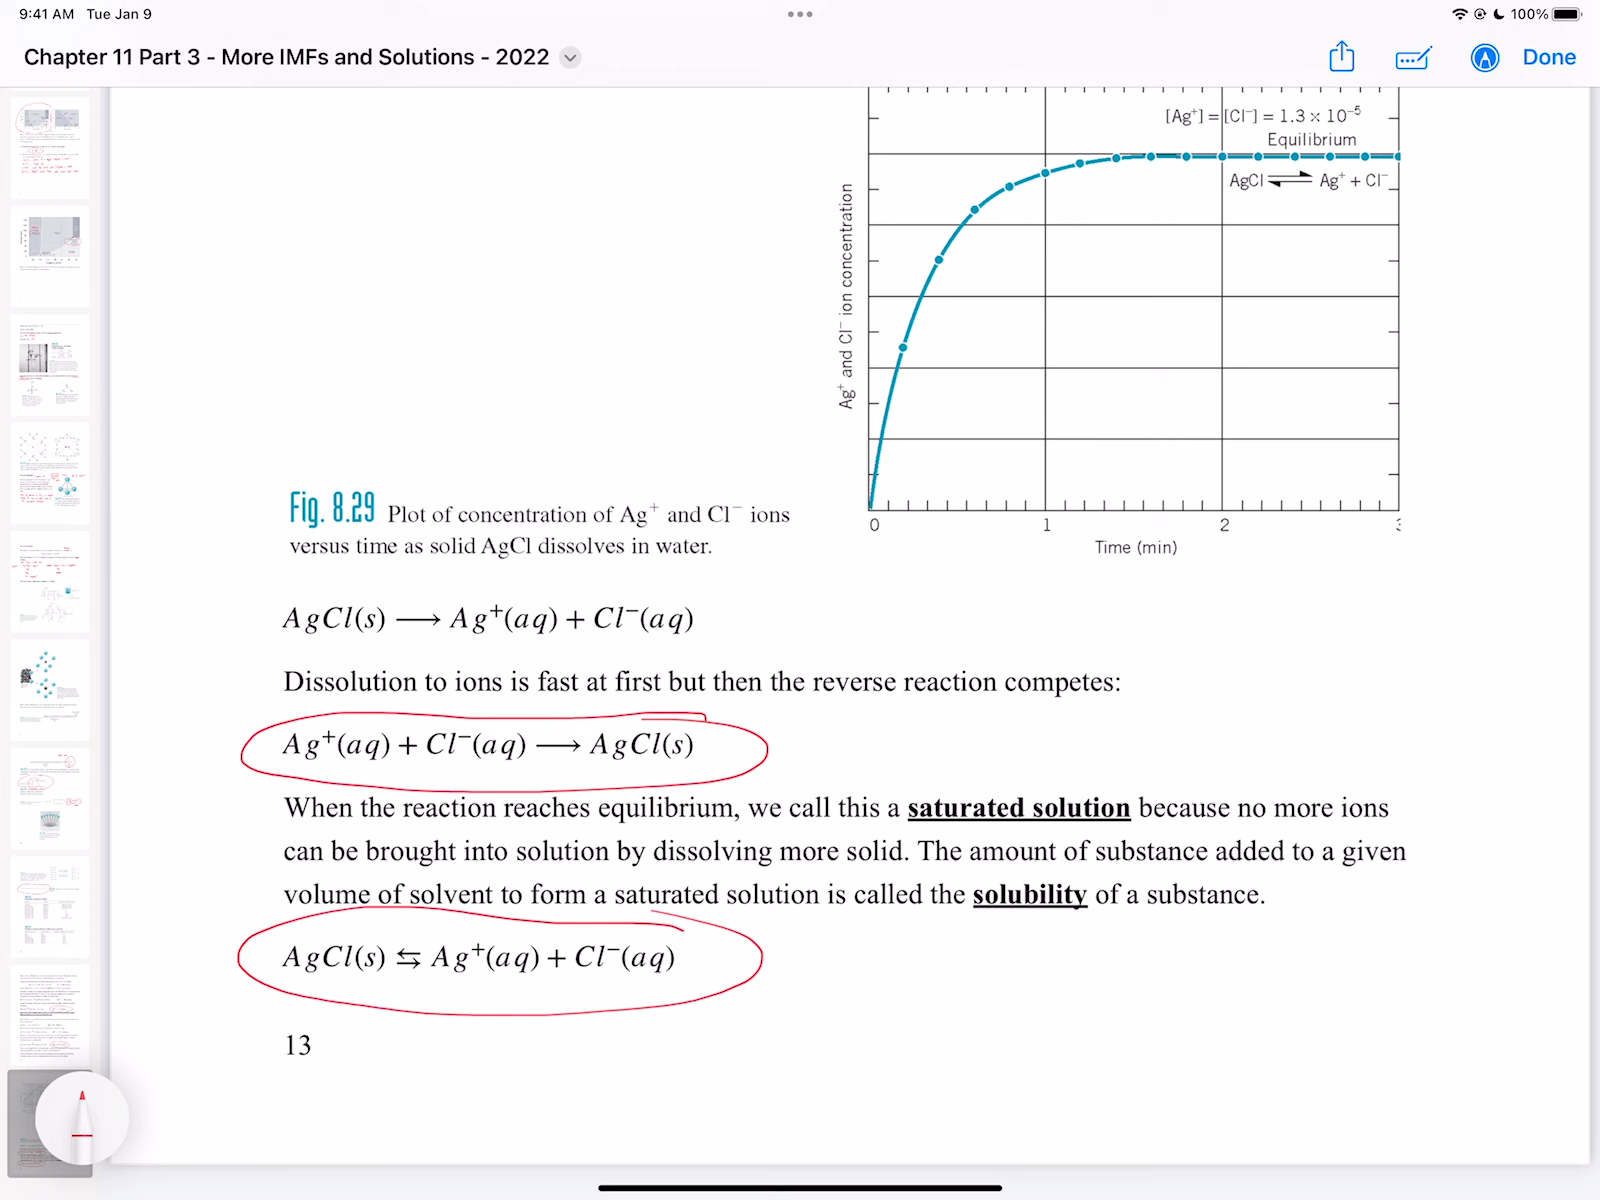 9:41 AM Tue Jan 9
100%
Chapter 11 Part 3 - More IMFs and Solutions - 2022
Done
[Ag⁺] = [Cl⁻] = 1.3 × 10⁻⁵
Equilibrium
AgCl ⇌ Ag⁺ + Cl⁻
Ag⁺ and Cl⁻ ion concentration
0 1 2
Time (min)
Fig. 8.29 Plot of concentration of Ag⁺ and Cl⁻ ions
versus time as solid AgCl dissolves in water.
AgCl(s) ⟶ Ag⁺(aq) + Cl⁻(aq)
Dissolution to ions is fast at first but then the reverse reaction competes:
Ag⁺(aq) + Cl⁻(aq) ⟶ AgCl(s)
When the reaction reaches equilibrium, we call this a saturated solution because no more ions
can be brought into solution by dissolving more solid. The amount of substance added to a given
volume of solvent to form a saturated solution is called the solubility of a substance.
AgCl(s) ⇆ Ag⁺(aq) + Cl⁻(aq)
13